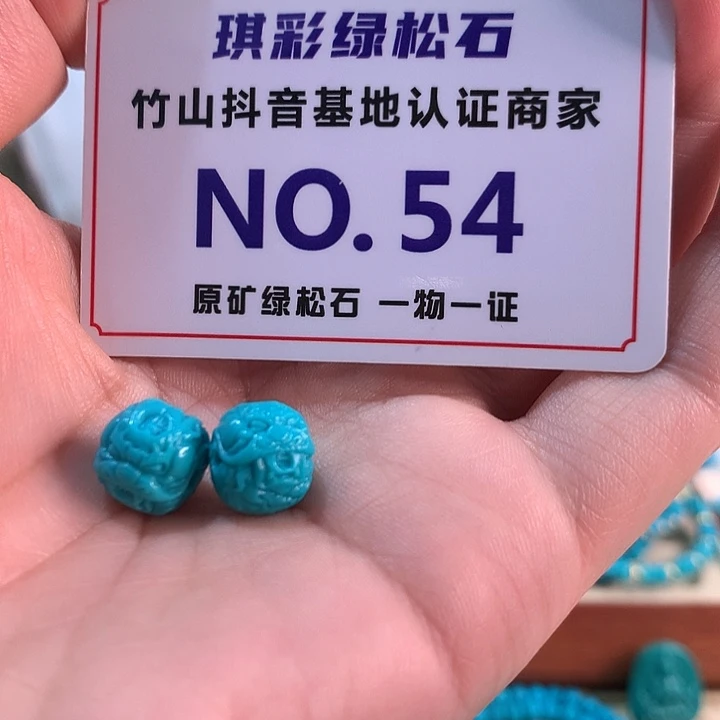 琪彩绿松石
竹山抖音基地认证商家
NO.54
原矿绿松石 一物一证